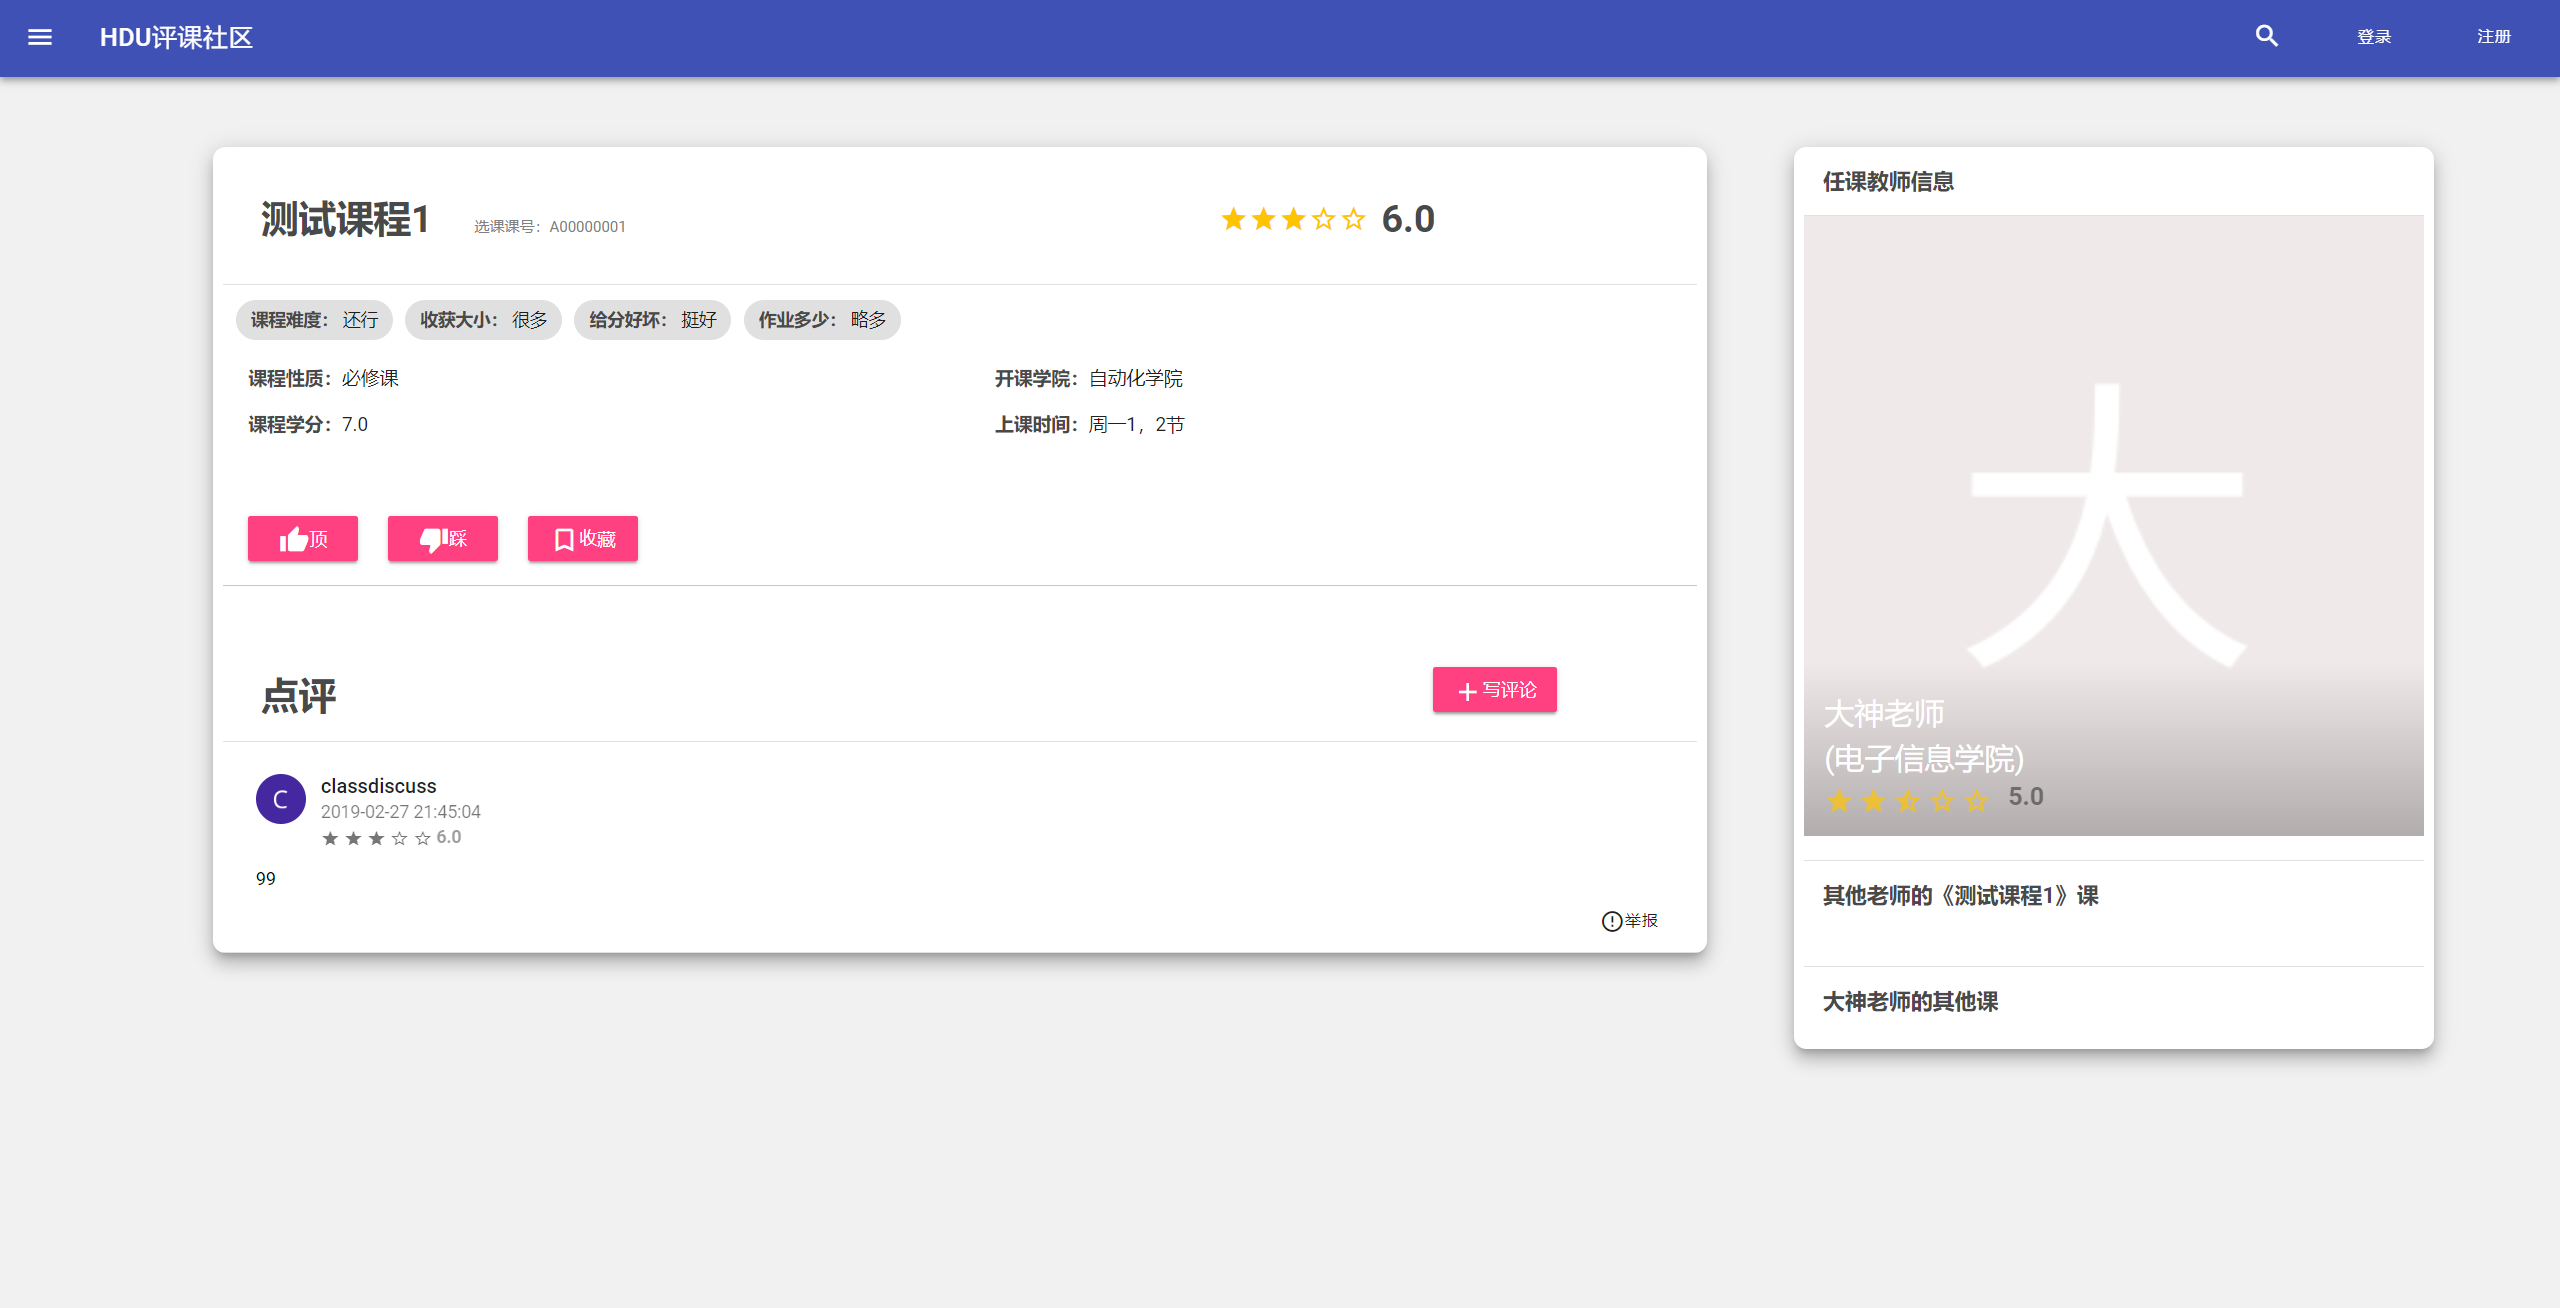 HDU评课社区
登录
注册
测试课程1
选课课号：A00000001
6.0
课程难度： 还行
收获大小： 很多
给分好坏： 挺好
作业多少： 略多
课程性质：必修课
开课学院：自动化学院
课程学分：7.0
上课时间：周一1，2节
顶
踩
收藏
点评
写评论
C
classdiscuss
2019-02-27 21:45:04
6.0
99
举报
任课教师信息
大
大神老师
(电子信息学院)
5.0
其他老师的《测试课程1》课
大神老师的其他课